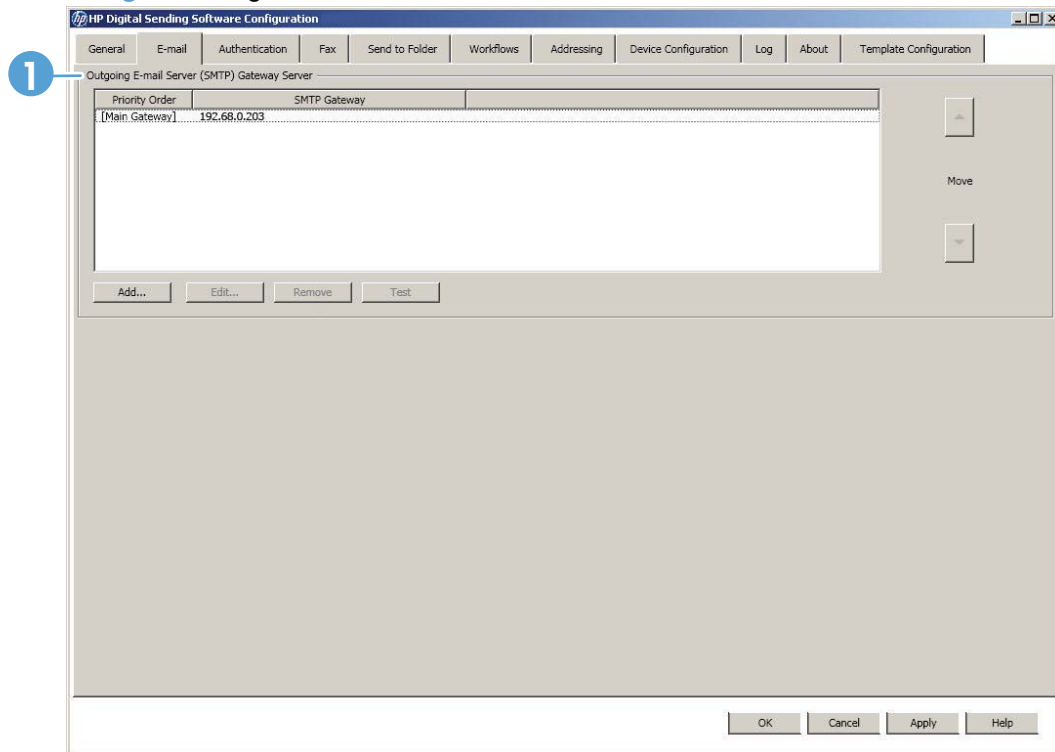 HP Digital Sending Software Configuration
General E-mail Authentication Fax Send to Folder Workflows Addressing Device Configuration Log About Template Configuration
1
Outgoing E-mail Server (SMTP) Gateway Server
Priority Order SMTP Gateway
[Main Gateway] 192.68.0.203
Move
Add... Edit... Remove Test
OK Cancel Apply Help